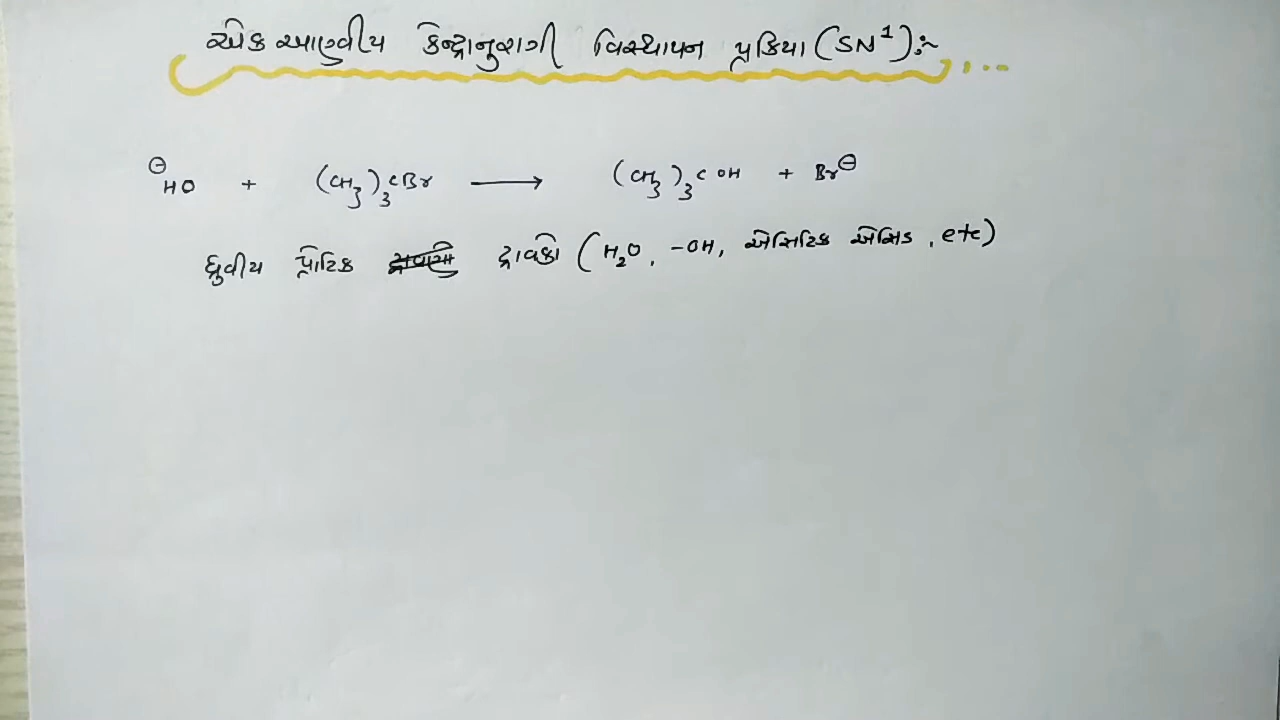 એક આણ્વીય કેન્દ્રાનુરાગી વિસ્થાપન પ્રક્રિયા (SN¹):~
⊖HO + (CH₃)₃CBr ⟶ (CH₃)₃COH + Br⊖
ધ્રુવીય પ્રોટિક દ્રાવકો (H₂O, -OH, એસિટિક એસિડ, etc)